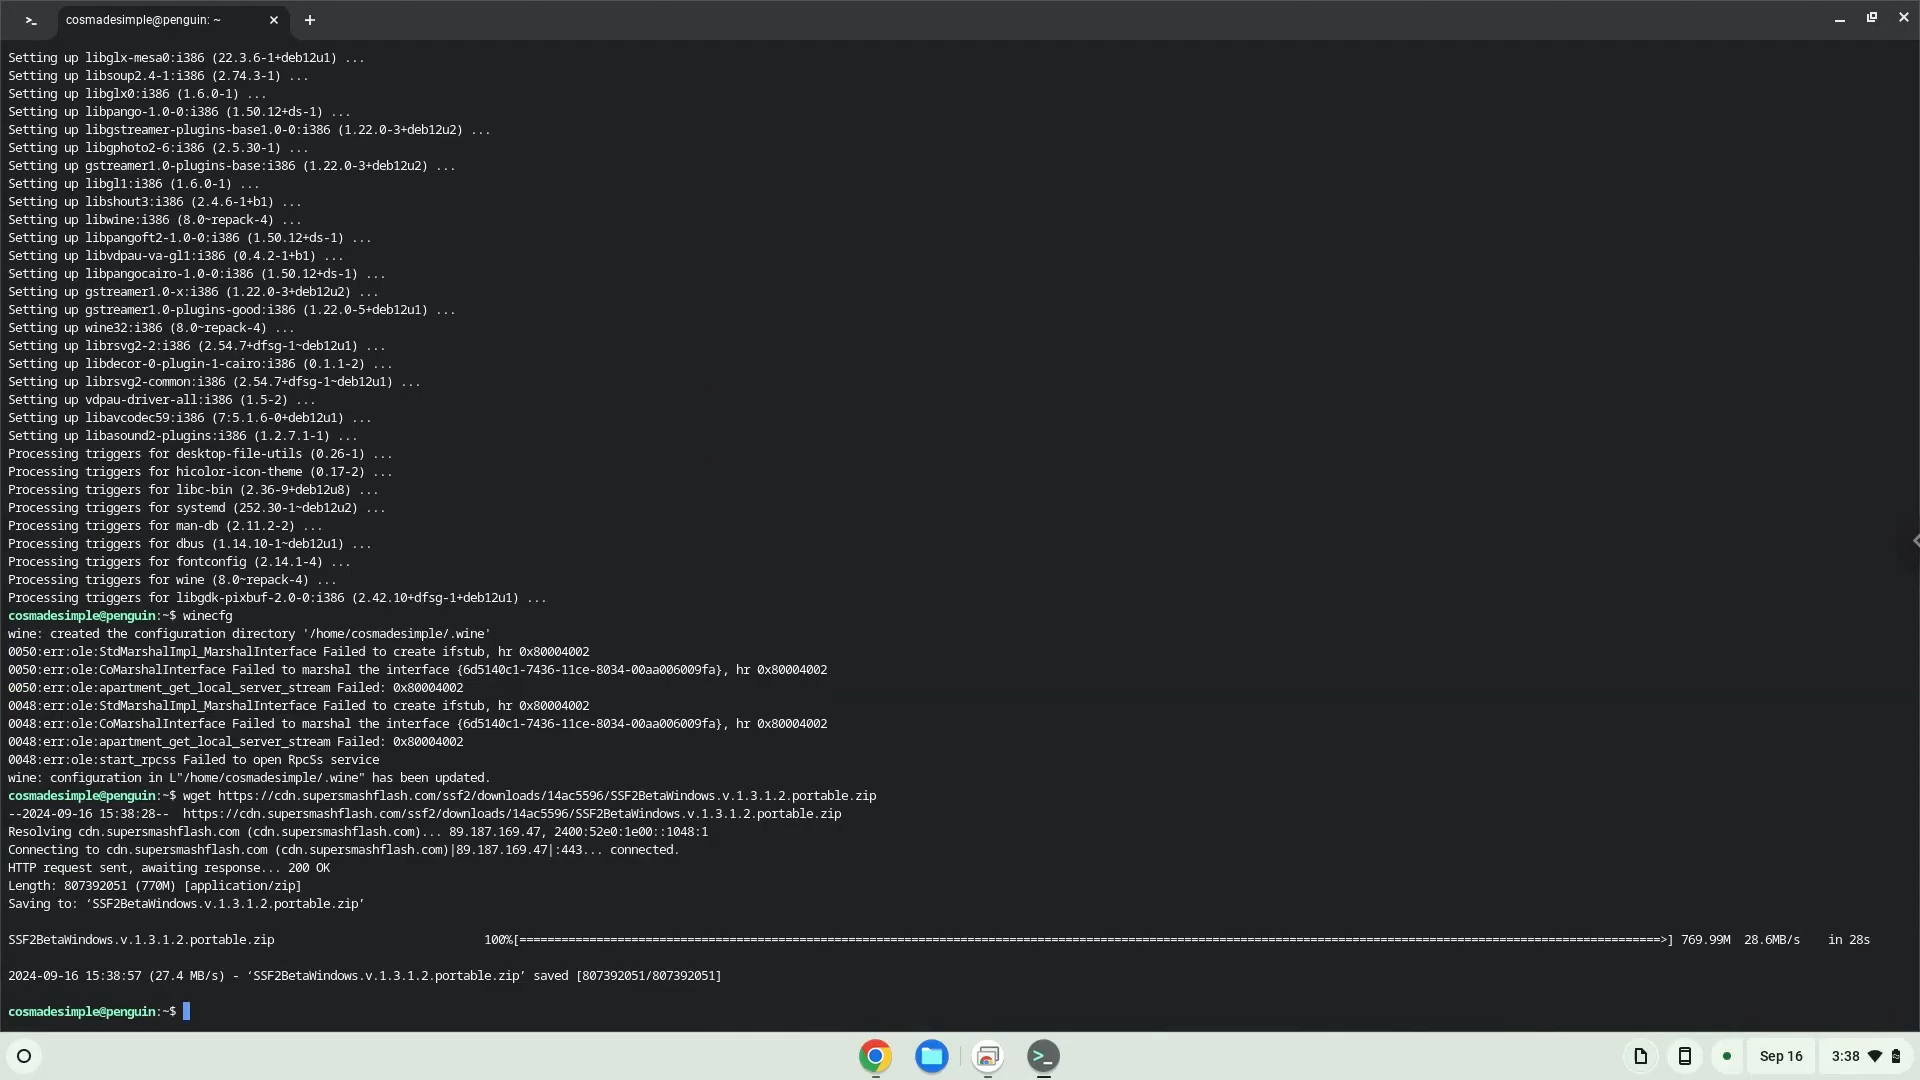 cosmadesimple@penguin: ~
Setting up libglx-mesa0:i386 (22.3.6-1+deb12u1) ...
Setting up libsoup2.4-1:i386 (2.74.3-1) ...
Setting up libglx0:i386 (1.6.0-1) ...
Setting up libpango-1.0-0:i386 (1.50.12+ds-1) ...
Setting up libgstreamer-plugins-base1.0-0:i386 (1.22.0-3+deb12u2) ...
Setting up libgphoto2-6:i386 (2.5.30-1) ...
Setting up gstreamer1.0-plugins-base:i386 (1.22.0-3+deb12u2) ...
Setting up libgl1:i386 (1.6.0-1) ...
Setting up libshout3:i386 (2.4.6-1+b1) ...
Setting up libwine:i386 (8.0~repack-4) ...
Setting up libpangoft2-1.0-0:i386 (1.50.12+ds-1) ...
Setting up libvdpau-va-gl1:i386 (0.4.2-1+b1) ...
Setting up libpangocairo-1.0-0:i386 (1.50.12+ds-1) ...
Setting up gstreamer1.0-x:i386 (1.22.0-3+deb12u2) ...
Setting up gstreamer1.0-plugins-good:i386 (1.22.0-5+deb12u1) ...
Setting up wine32:i386 (8.0~repack-4) ...
Setting up librsvg2-2:i386 (2.54.7+dfsg-1~deb12u1) ...
Setting up libdecor-0-plugin-1-cairo:i386 (0.1.1-2) ...
Setting up librsvg2-common:i386 (2.54.7+dfsg-1~deb12u1) ...
Setting up vdpau-driver-all:i386 (1.5-2) ...
Setting up libavcodec59:i386 (7:5.1.6-0+deb12u1) ...
Setting up libasound2-plugins:i386 (1.2.7.1-1) ...
Processing triggers for desktop-file-utils (0.26-1) ...
Processing triggers for hicolor-icon-theme (0.17-2) ...
Processing triggers for libc-bin (2.36-9+deb12u8) ...
Processing triggers for systemd (252.30-1~deb12u2) ...
Processing triggers for man-db (2.11.2-2) ...
Processing triggers for dbus (1.14.10-1~deb12u1) ...
Processing triggers for fontconfig (2.14.1-4) ...
Processing triggers for wine (8.0~repack-4) ...
Processing triggers for libgdk-pixbuf-2.0-0:i386 (2.42.10+dfsg-1+deb12u1) ...
cosmadesimple@penguin:~$ winecfg
wine: created the configuration directory '/home/cosmadesimple/.wine'
0050:err:ole:StdMarshalImpl_MarshalInterface Failed to create ifstub, hr 0x80004002
0050:err:ole:CoMarshalInterface Failed to marshal the interface {6d5140c1-7436-11ce-8034-00aa006009fa}, hr 0x80004002
0050:err:ole:apartment_get_local_server_stream Failed: 0x80004002
0048:err:ole:StdMarshalImpl_MarshalInterface Failed to create ifstub, hr 0x80004002
0048:err:ole:CoMarshalInterface Failed to marshal the interface {6d5140c1-7436-11ce-8034-00aa006009fa}, hr 0x80004002
0048:err:ole:apartment_get_local_server_stream Failed: 0x80004002
0048:err:ole:start_rpcss Failed to open RpcSs service
wine: configuration in L"/home/cosmadesimple/.wine" has been updated.
cosmadesimple@penguin:~$ wget https://cdn.supersmashflash.com/ssf2/downloads/14ac5596/SSF2BetaWindows.v.1.3.1.2.portable.zip
--2024-09-16 15:38:28--  https://cdn.supersmashflash.com/ssf2/downloads/14ac5596/SSF2BetaWindows.v.1.3.1.2.portable.zip
Resolving cdn.supersmashflash.com (cdn.supersmashflash.com)... 89.187.169.47, 2400:52e0:1e00::1048:1
Connecting to cdn.supersmashflash.com (cdn.supersmashflash.com)|89.187.169.47|:443... connected.
HTTP request sent, awaiting response... 200 OK
Length: 807392051 (770M) [application/zip]
Saving to: ‘SSF2BetaWindows.v.1.3.1.2.portable.zip’
SSF2BetaWindows.v.1.3.1.2.portable.zip 100%[===================================================================================================================================================================>] 769.99M 28.6MB/s in 28s
2024-09-16 15:38:57 (27.4 MB/s) - ‘SSF2BetaWindows.v.1.3.1.2.portable.zip’ saved [807392051/807392051]
cosmadesimple@penguin:~$
Sep 16
3:38